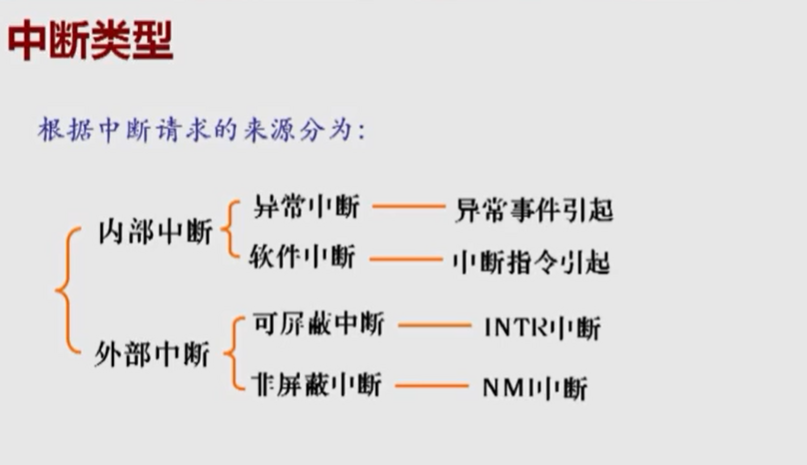 中断类型
根据中断请求的来源分为：
内部中断
异常中断
异常事件引起
软件中断
中断指令引起
外部中断
可屏蔽中断
INTR中断
非屏蔽中断
NMI中断